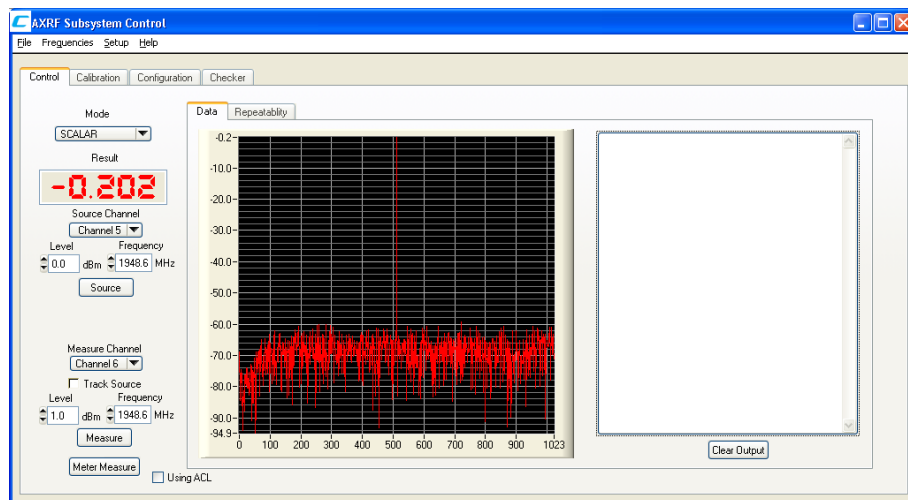 AXRF Subsystem Control
File Frequencies Setup Help
Control Calibration Configuration Checker
Mode
SCALAR
Result
-0.202
Source Channel
Channel 5
Level Frequency
0.0 dBm 1948.6 MHz
Source
Measure Channel
Channel 6
Track Source
Level Frequency
1.0 dBm 1948.6 MHz
Measure
Meter Measure
Using ACL
Data Repeatablity
-0.2
-10.0
-20.0
-30.0
-40.0
-50.0
-60.0
-70.0
-80.0
-90.0
-94.9
0 100 200 300 400 500 600 700 800 900 1023
Clear Output